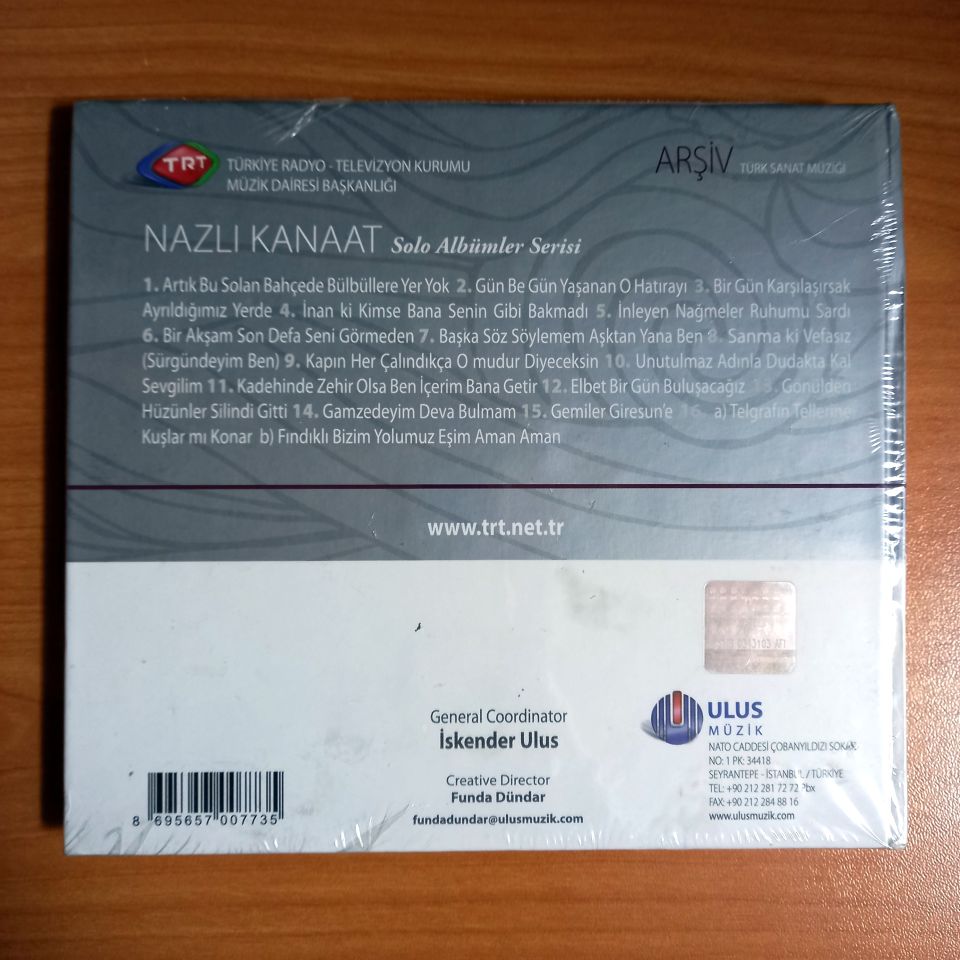 TRT
TÜRKİYE RADYO - TELEVİZYON KURUMU
MÜZİK DAİRESİ BAŞKANLIĞI
ARŞİV TÜRK SANAT MÜZİĞİ
NAZLI KANAAT Solo Albümler Serisi
1. Artık Bu Solan Bahçede Bülbüllere Yer Yok 2. Gün Be Gün Yaşanan O Hatırayı 3. Bir Gün Karşılaşırsak
Ayrıldığımız Yerde 4. İnan ki Kimse Bana Senin Gibi Bakmadı 5. İnleyen Nağmeler Ruhumu Sardı
6. Bir Akşam Son Defa Seni Görmeden 7. Başka Söz Söylemem Aşktan Yana Ben 8. Sanma ki Vefasız
(Sürgündeyim Ben) 9. Kapın Her Çalındıkça O mudur Diyeceksin 10. Unutulmaz Adınla Dudakta Kal
Sevgilim 11. Kadehinde Zehir Olsa Ben İçerim Bana Getir 12. Elbet Bir Gün Buluşacağız 13. Gönülden
Hüzünler Silindi Gitti 14. Gamzedeyim Deva Bulmam 15. Gemiler Giresun'e 16. a) Telgrafın Tellerine
Kuşlar mı Konar b) Fındıklı Bizim Yolumuz Eşim Aman Aman
www.trt.net.tr
General Coordinator
İskender Ulus
Creative Director
Funda Dündar
fundadundar@ulusmuzik.com
ULUS
MÜZİK
NATO CADDESİ ÇOBANYILDIZI SOKAK
NO: 1 PK: 34418
SEYRANTEPE - İSTANBUL / TÜRKİYE
TEL: +90 212 281 72 72 Pbx
FAX: +90 212 284 88 16
www.ulusmuzik.com
8 695657 007735